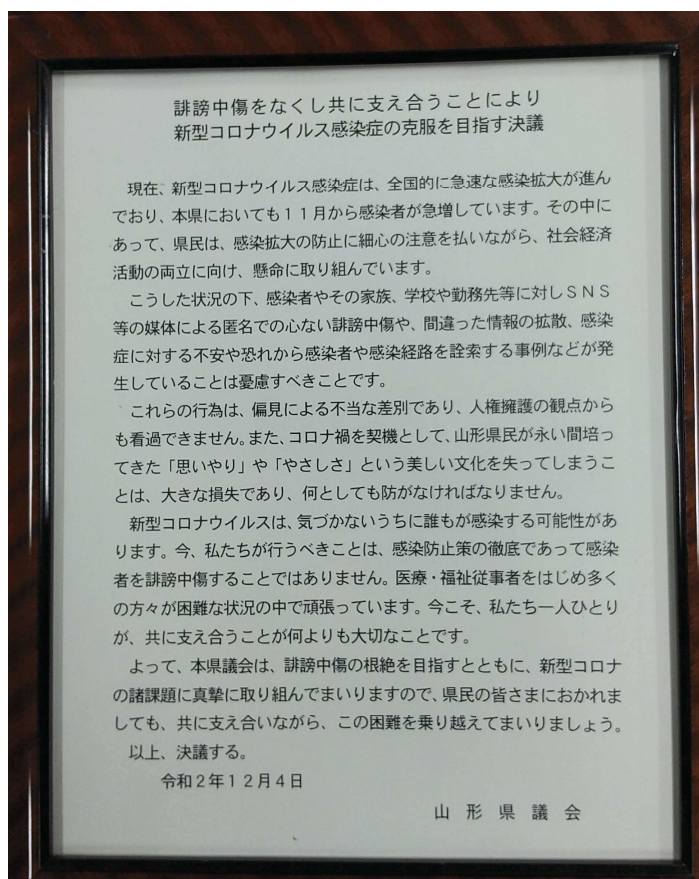 誹謗中傷をなくし共に支え合うことにより
新型コロナウイルス感染症の克服を目指す決議
現在、新型コロナウイルス感染症は、全国的に急速な感染拡大が進ん
でおり、本県においても１１月から感染者が急増しています。その中に
あって、県民は、感染拡大の防止に細心の注意を払いながら、社会経済
活動の両立に向け、懸命に取り組んでいます。
こうした状況の下、感染者やその家族、学校や勤務先等に対しＳＮＳ
等の媒体による匿名での心ない誹謗中傷や、間違った情報の拡散、感染
症に対する不安や恐れから感染者や感染経路を詮索する事例などが発
生していることは憂慮すべきことです。
これらの行為は、偏見による不当な差別であり、人権擁護の観点から
も看過できません。また、コロナ禍を契機として、山形県民が永い間培っ
てきた「思いやり」や「やさしさ」という美しい文化を失ってしまうこ
とは、大きな損失であり、何としても防がなければなりません。
新型コロナウイルスは、気づかないうちに誰もが感染する可能性があ
ります。今、私たちが行うべきことは、感染防止策の徹底であって感染
者を誹謗中傷することではありません。医療・福祉従事者をはじめ多く
の方々が困難な状況の中で頑張っています。今こそ、私たち一人ひとり
が、共に支え合うことが何よりも大切なことです。
よって、本県議会は、誹謗中傷の根絶を目指すとともに、新型コロナ
の諸課題に真摯に取り組んでまいりますので、県民の皆さまにおかれま
しても、共に支え合いながら、この困難を乗り越えてまいりましょう。
以上、決議する。
令和２年１２月４日
山形県議会